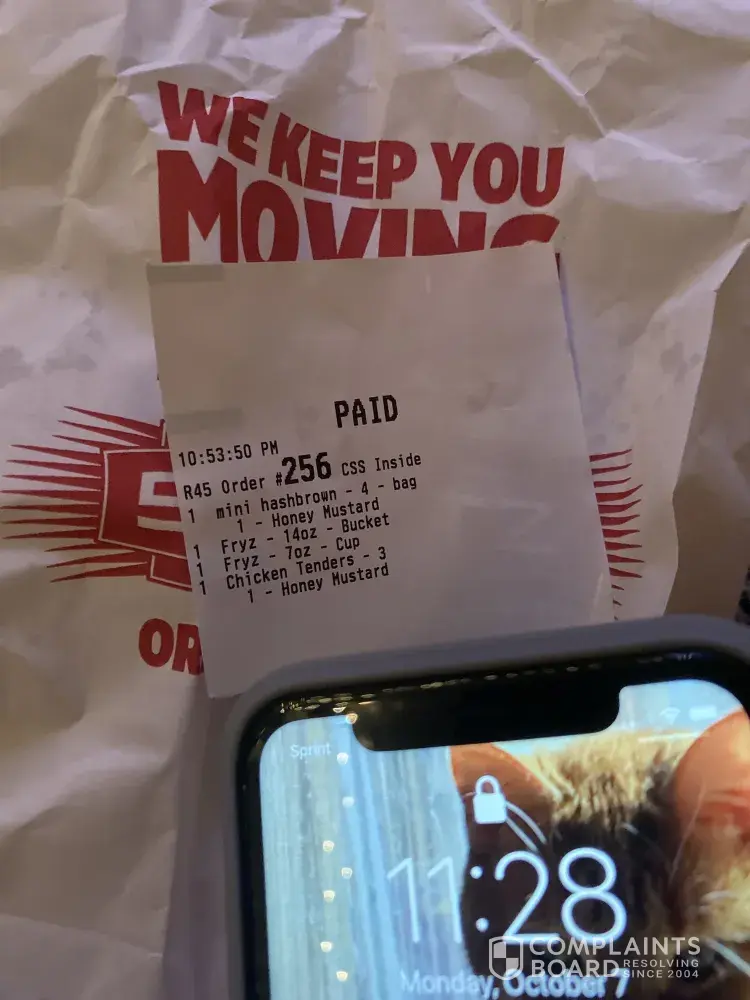 WE KEEP YOU
MOVING
PAID
10:53:50 PM
R45 Order #256 CSS Inside
1 mini hashbrown - 4 - bag
1 - Honey Mustard
1 Fryz - 14oz - Bucket
1 Fryz - 7oz - Cup
1 Chicken Tenders - 3
1 - Honey Mustard
OR
Sprint
11:28
Monday, October 7
COMPLAINTS
BOARD RESOLVING
SINCE 2004